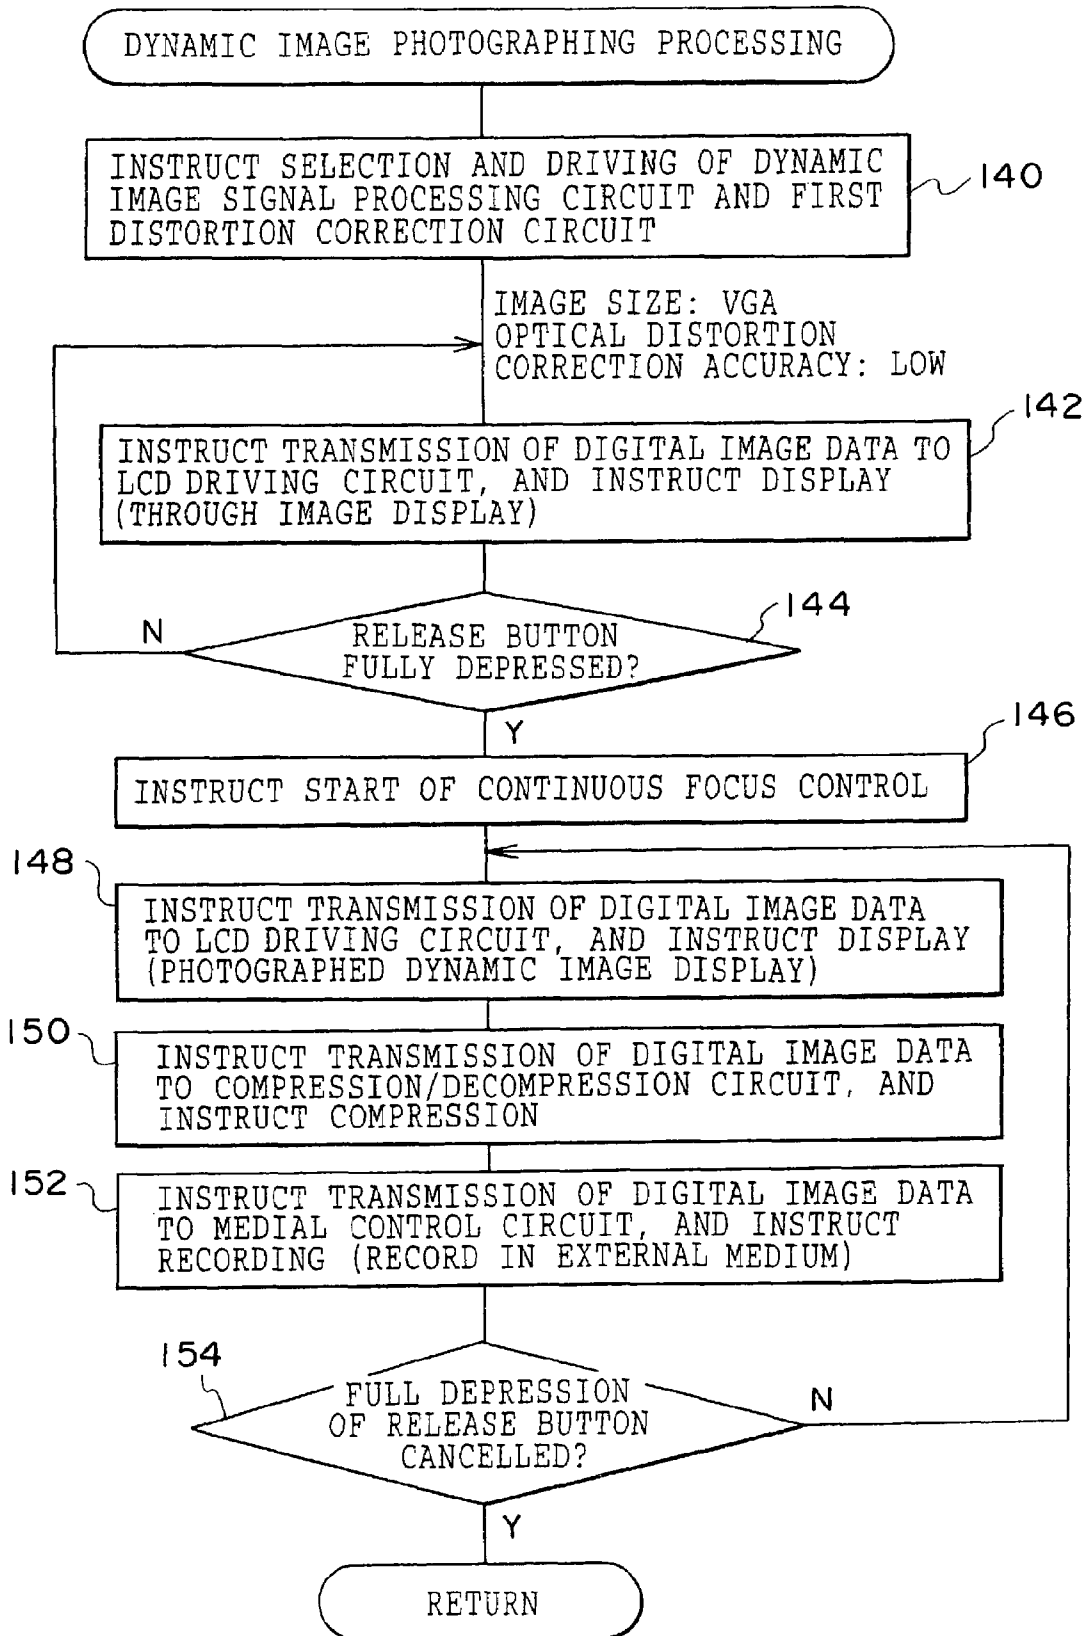 DYNAMIC IMAGE PHOTOGRAPHING PROCESSING
INSTRUCT SELECTION AND DRIVING OF DYNAMIC
IMAGE SIGNAL PROCESSING CIRCUIT AND FIRST
DISTORTION CORRECTION CIRCUIT
140
IMAGE SIZE: VGA
OPTICAL DISTORTION
CORRECTION ACCURACY: LOW
142
INSTRUCT TRANSMISSION OF DIGITAL IMAGE DATA TO
LCD DRIVING CIRCUIT, AND INSTRUCT DISPLAY
(THROUGH IMAGE DISPLAY)
144
N
RELEASE BUTTON
FULLY DEPRESSED?
Y
146
INSTRUCT START OF CONTINUOUS FOCUS CONTROL
148
INSTRUCT TRANSMISSION OF DIGITAL IMAGE DATA
TO LCD DRIVING CIRCUIT, AND INSTRUCT DISPLAY
(PHOTOGRAPHED DYNAMIC IMAGE DISPLAY)
150
INSTRUCT TRANSMISSION OF DIGITAL IMAGE DATA
TO COMPRESSION/DECOMPRESSION CIRCUIT, AND
INSTRUCT COMPRESSION
152
INSTRUCT TRANSMISSION OF DIGITAL IMAGE DATA
TO MEDIAL CONTROL CIRCUIT, AND INSTRUCT
RECORDING (RECORD IN EXTERNAL MEDIUM)
154
FULL DEPRESSION
OF RELEASE BUTTON
CANCELLED?
N
Y
RETURN